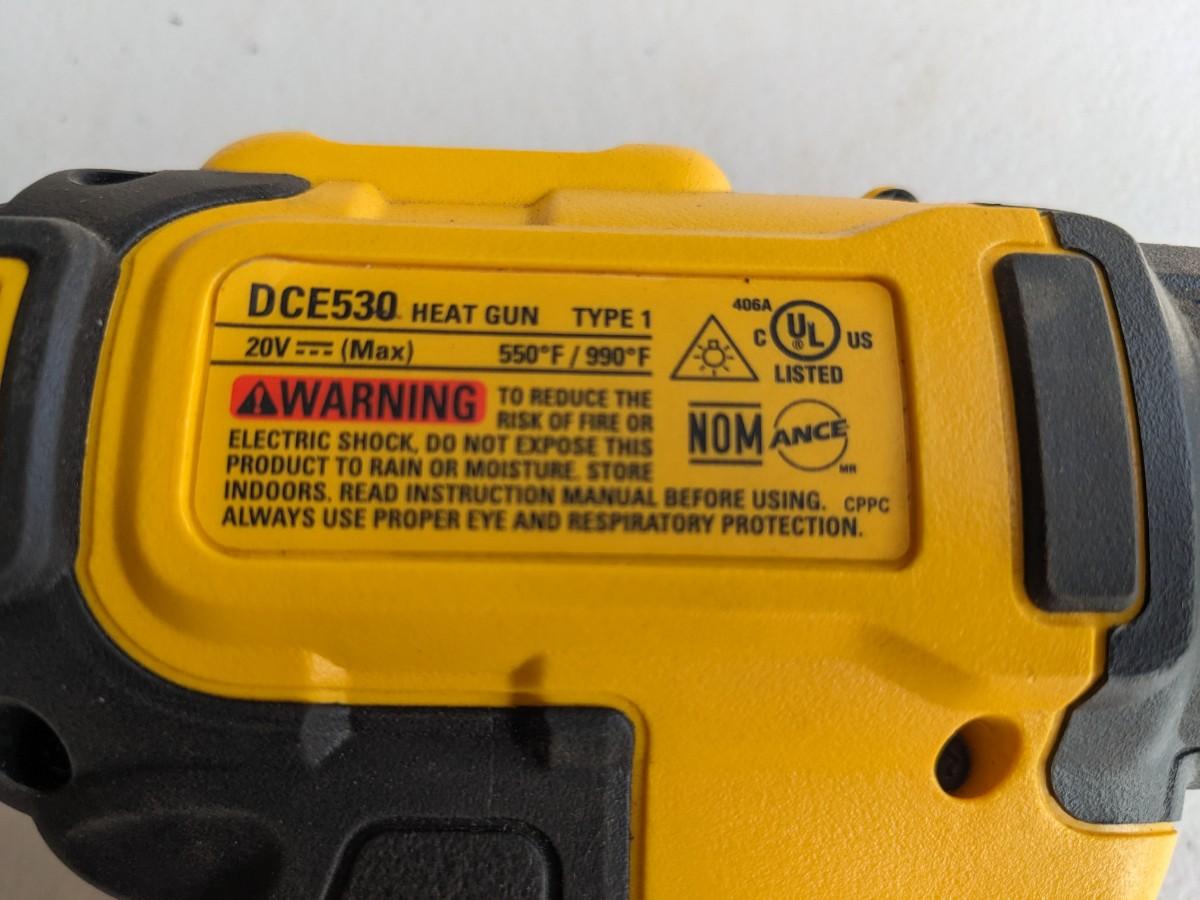 DCE530 HEAT GUN TYPE 1
20V (Max) 550°F / 990°F
WARNING TO REDUCE THE
RISK OF FIRE OR
ELECTRIC SHOCK, DO NOT EXPOSE THIS
PRODUCT TO RAIN OR MOISTURE. STORE
INDOORS. READ INSTRUCTION MANUAL BEFORE USING.
ALWAYS USE PROPER EYE AND RESPIRATORY PROTECTION.
406A
C UL ® US
LISTED
NOM ANCE
MR
CPPC